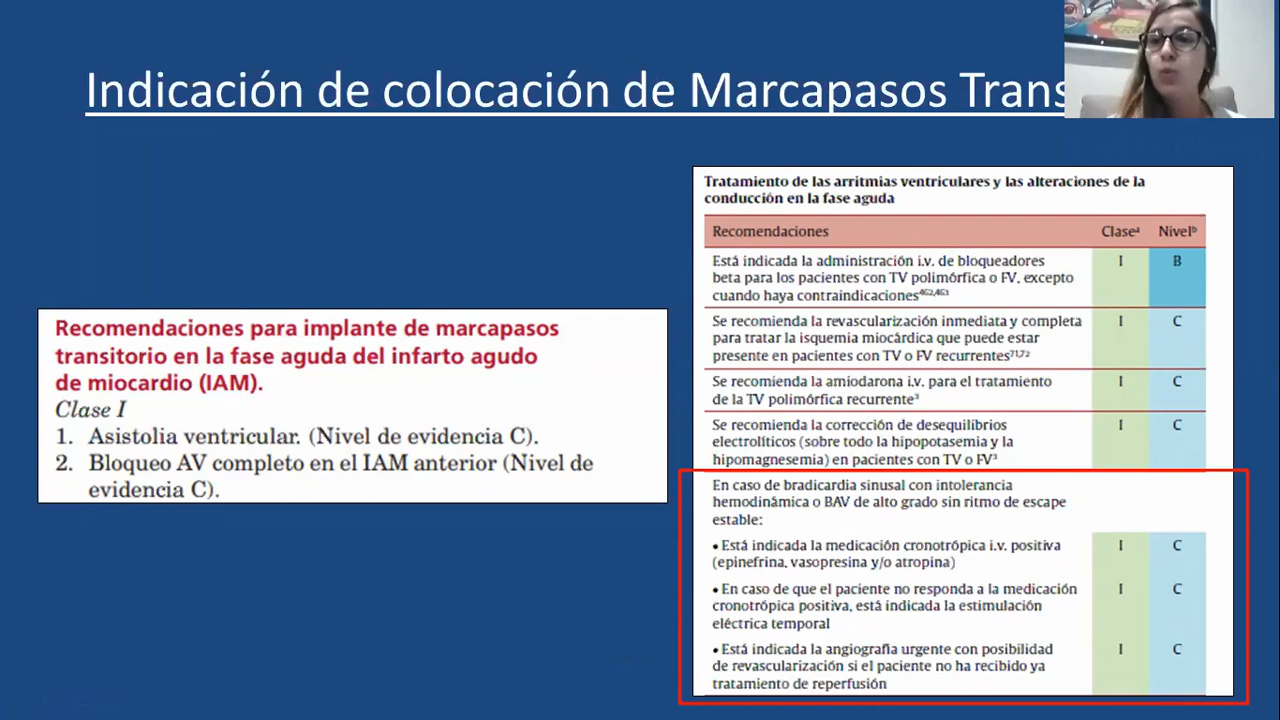 Indicación de colocación de Marcapasos Trans
Recomendaciones para implante de marcapasos
transitorio en la fase aguda del infarto agudo
de miocardio (IAM).
Clase I
1. Asistolia ventricular. (Nivel de evidencia C).
2. Bloqueo AV completo en el IAM anterior (Nivel de
evidencia C).
Tratamiento de las arritmias ventriculares y las alteraciones de la
conducción en la fase aguda
Recomendaciones Claseᵃ Nivelᵇ
Está indicada la administración i.v. de bloqueadores I B
beta para los pacientes con TV polimórfica o FV, excepto
cuando haya contraindicaciones⁴⁶²,⁴⁶³
Se recomienda la revascularización inmediata y completa I C
para tratar la isquemia miocárdica que puede estar
presente en pacientes con TV o FV recurrentes⁷¹,⁷²
Se recomienda la amiodarona i.v. para el tratamiento I C
de la TV polimórfica recurrente³
Se recomienda la corrección de desequilibrios I C
electrolíticos (sobre todo la hipopotasemia y la
hipomagnesemia) en pacientes con TV o FV³
En caso de bradicardia sinusal con intolerancia
hemodinámica o BAV de alto grado sin ritmo de escape
estable:
• Está indicada la medicación cronotrópica i.v. positiva I C
(epinefrina, vasopresina y/o atropina)
• En caso de que el paciente no responda a la medicación I C
cronotrópica positiva, está indicada la estimulación
eléctrica temporal
• Está indicada la angiografía urgente con posibilidad I C
de revascularización si el paciente no ha recibido ya
tratamiento de reperfusión